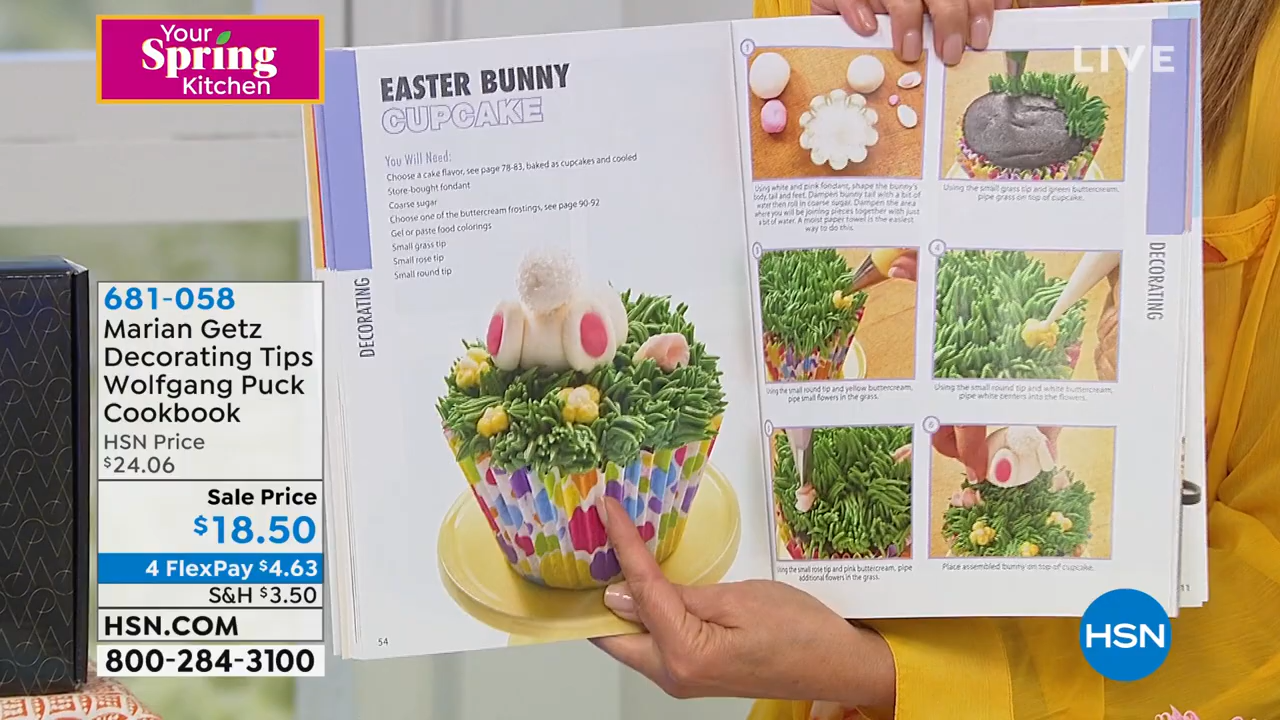 Your
Spring
Kitchen
681-058
Marian Getz
Decorating Tips
Wolfgang Puck
Cookbook
HSN Price
$24.06
Sale Price
$18.50
4 FlexPay $4.63
S&H $3.50
HSN.COM
800-284-3100
EASTER BUNNY
CUPCAKE
You Will Need:
Choose a cake flavor, see page 78-83, baked as cupcakes and cooled
Store-bought fondant
Coarse sugar
Choose one of the buttercream frostings, see page 90-92
Gel or paste food colorings
Small grass tip
Small rose tip
Small round tip
DECORATING
54
1
Using white and pink fondant, shape the bunny's
body, tail and feet. Dampen bunny tail with a bit of
water then roll in coarse sugar. Dampen the area
where you will be joining pieces together with just
a bit of water. A moist paper towel is the easiest
way to do this.
Using the small grass tip and green buttercream,
pipe grass on top of cupcake.
Using the small round tip and yellow buttercream,
pipe small flowers in the grass.
4
Using the small round tip and white buttercream,
pipe white centers into the flowers.
Using the small rose tip and pink buttercream, pipe
additional flowers in the grass.
6
Place assembled bunny on top of cupcake.
DECORATING
LIVE
HSN